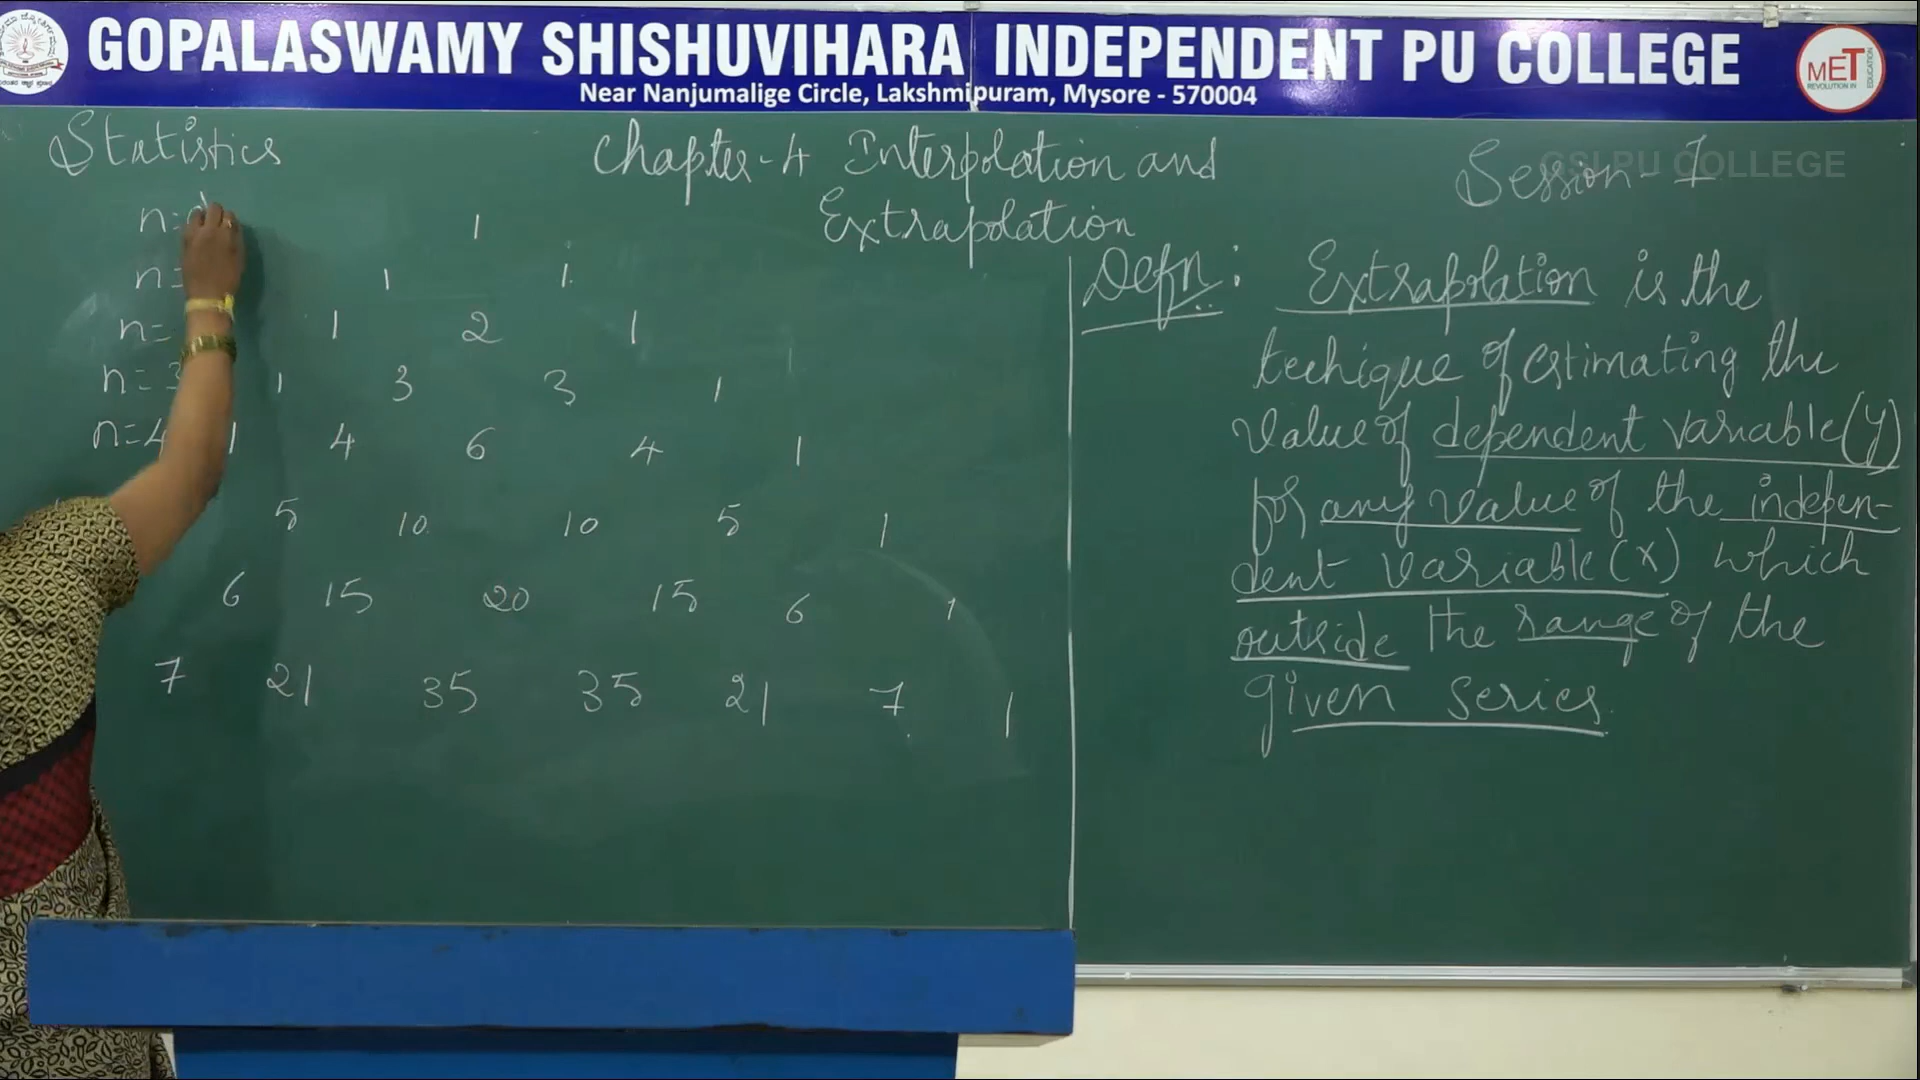 GOPALASWAMY SHISHUVIHARA INDEPENDENT PU COLLEGE
Near Nanjumalige Circle, Lakshmipuram, Mysore - 570004
MET
REVOLUTION IN EDUCATION
Statistics
Chapter-4 Interpolation and
Extrapolation
Session-I
GSI PU COLLEGE
n= 1
n= 1 1
n= 1 2 1
n=3 1 3 3 1
n=4 1 4 6 4 1
5 10 10 5 1
6 15 20 15 6 1
7 21 35 35 21 7 1
Defn: Extrapolation is the
techique of estimating the
value of dependent variable(y)
for any value of the indepen-
dent variable(x) which
outside the range of the
given series.